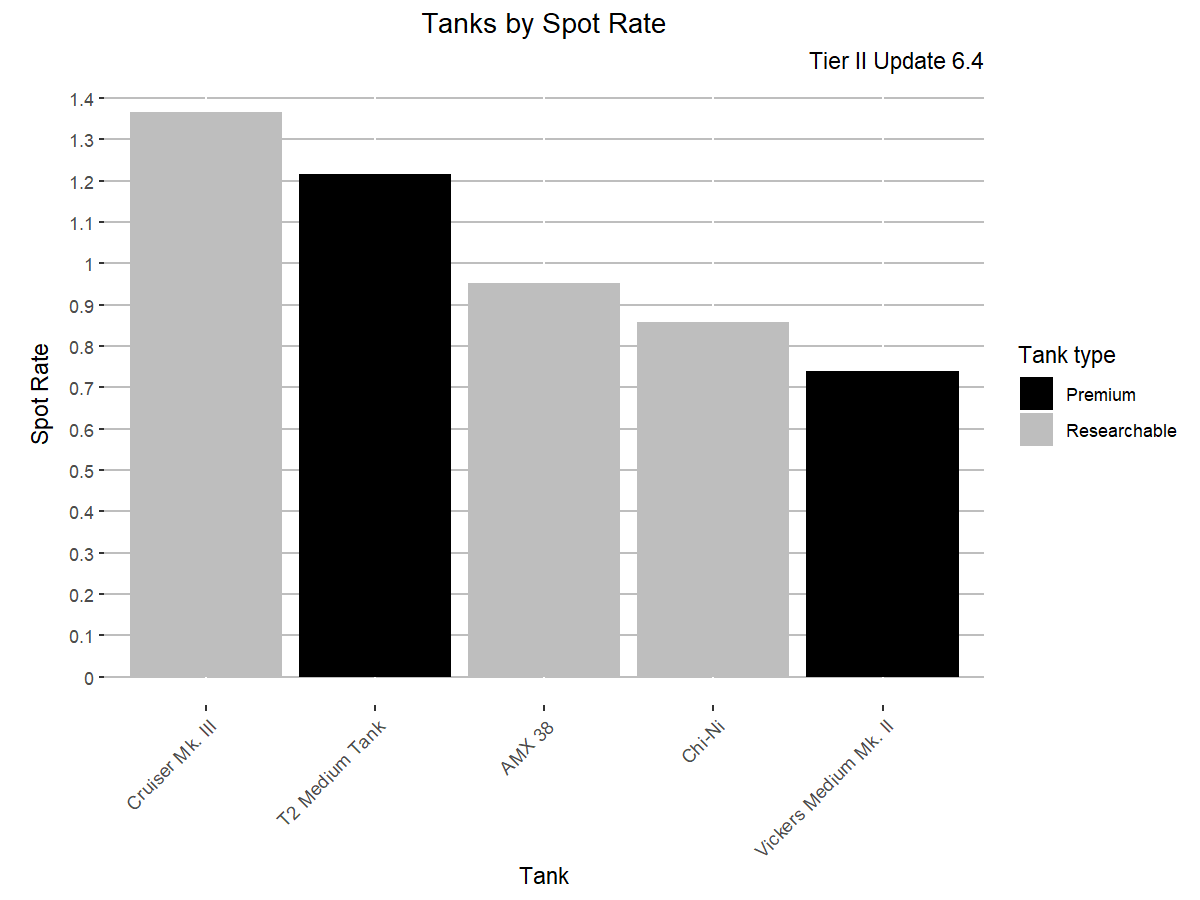 Tanks by Spot Rate
Tier II Update 6.4
1.4
1.3
1.2
1.1
1
0.9
0.8
0.7
0.6
0.5
0.4
0.3
0.2
0.1
0
Spot Rate
Cruiser Mk. III
T2 Medium Tank
AMX 38
Chi-Ni
Vickers Medium Mk. II
Tank
Tank type
Premium
Researchable